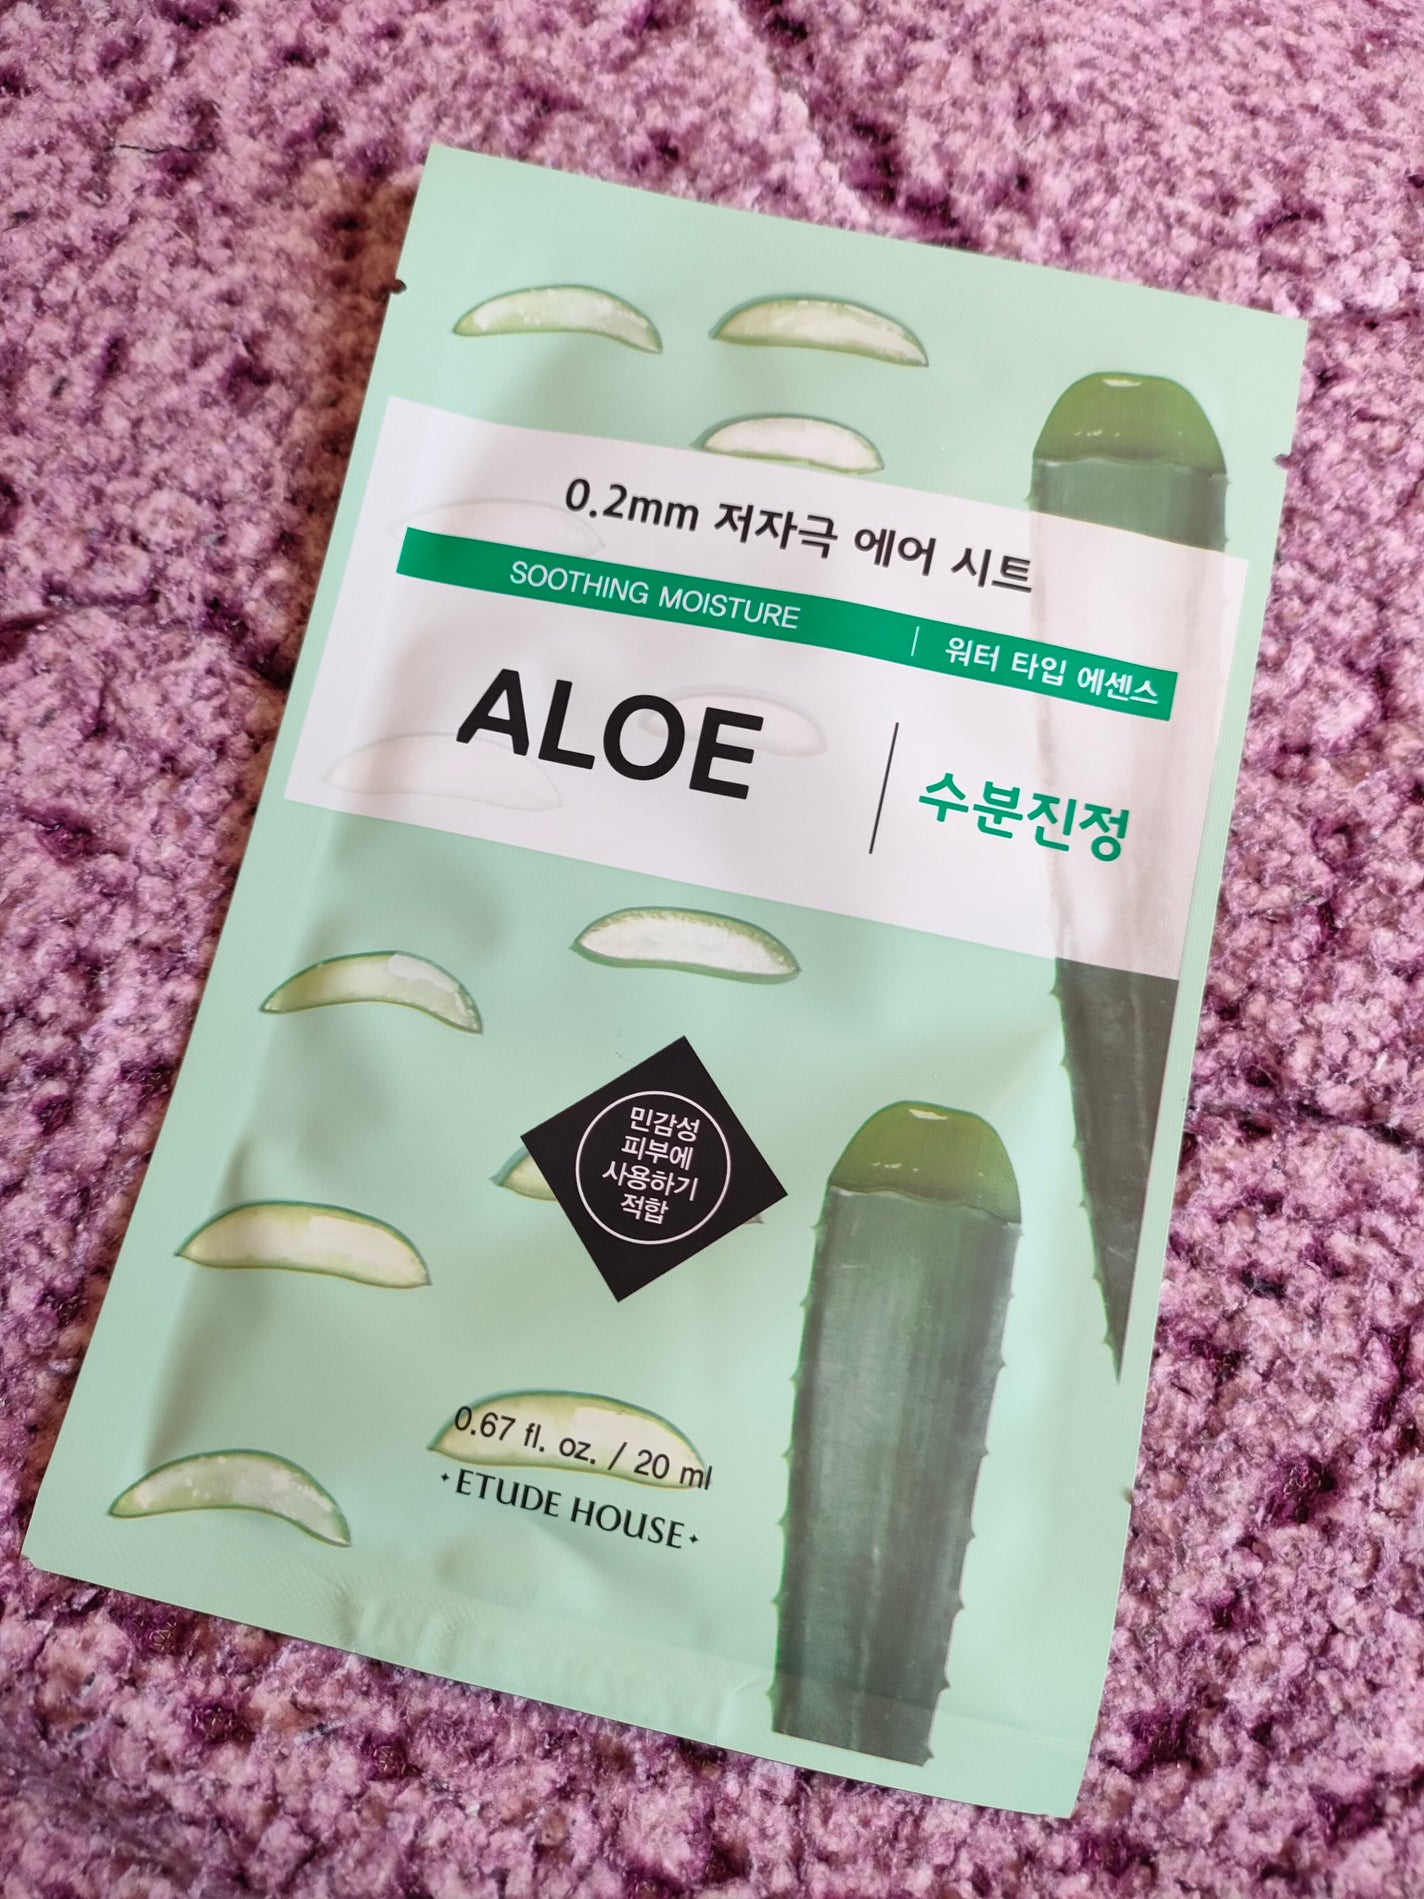 0.2mm 저자극 에어 시트
SOOTHING MOISTURE | 워터 타입 에센스
ALOE | 수분진정
민감성
피부에
사용하기
적합
0.67 fl. oz. / 20 ml
ETUDE HOUSE